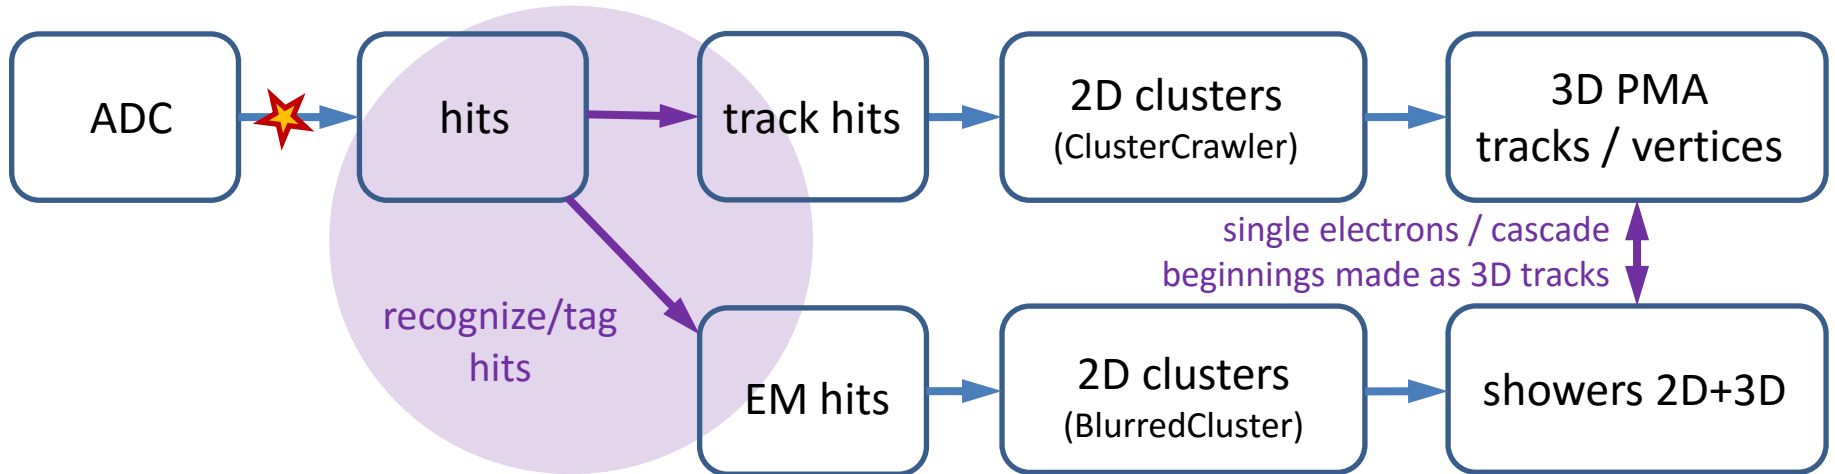 ADC
hits
track hits
2D clusters
(ClusterCrawler)
3D PMA
tracks / vertices
single electrons / cascade
beginnings made as 3D tracks
recognize/tag
hits
EM hits
2D clusters
(BlurredCluster)
showers 2D+3D